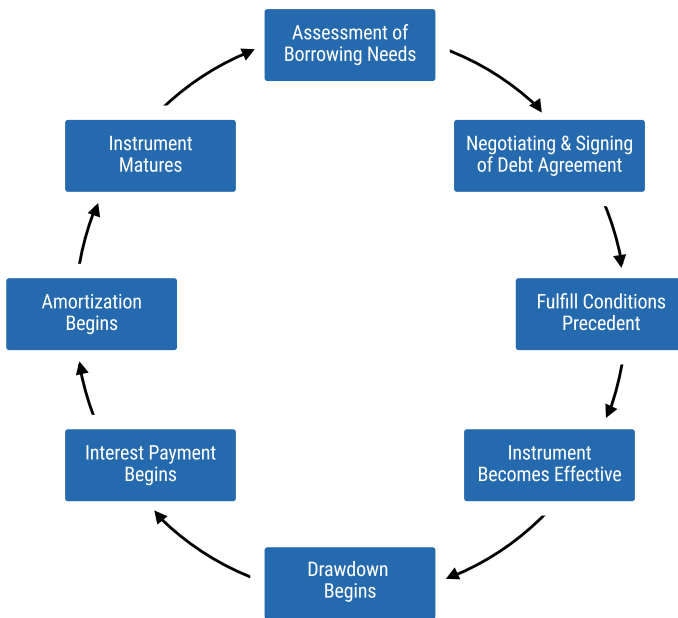 Assessment of
Borrowing Needs
Negotiating & Signing
of Debt Agreement
Fulfill Conditions
Precedent
Instrument
Becomes Effective
Drawdown
Begins
Interest Payment
Begins
Amortization
Begins
Instrument
Matures